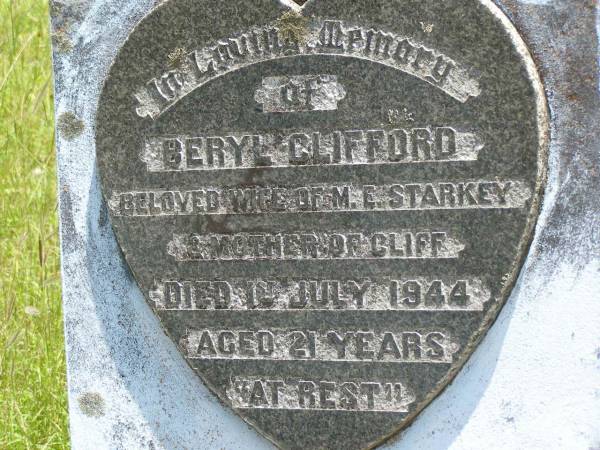 In Loving Memory
of
BERYL CLIFFORD
BELOVED WIFE OF M. E. STARKEY
& MOTHER OF CLIFF
DIED 1ST JULY 1944
AGED 21 YEARS
"AT REST"